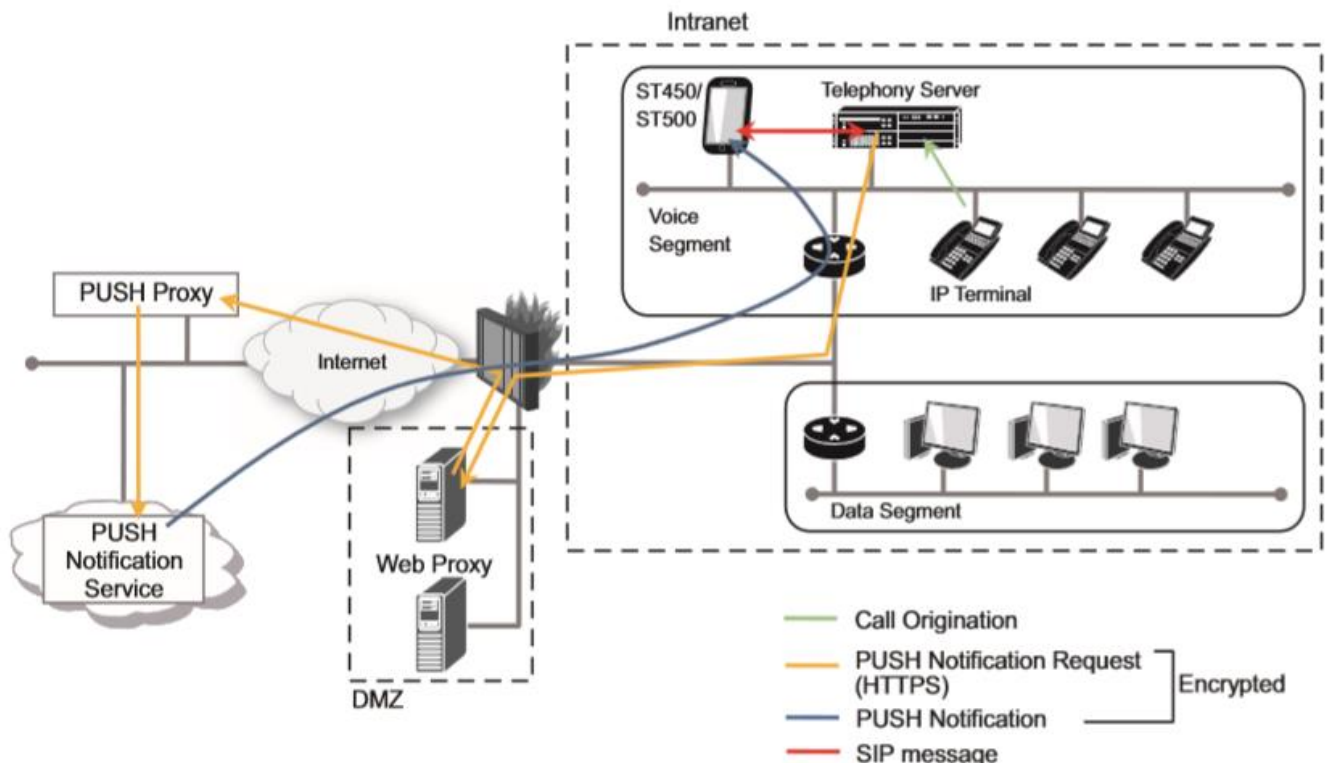 Intranet
ST450/
ST500
Telephony Server
Voice
Segment
IP Terminal
PUSH Proxy
Internet
PUSH
Notification
Service
Web Proxy
DMZ
Data Segment
Call Origination
PUSH Notification Request
(HTTPS)
Encrypted
PUSH Notification
SIP message